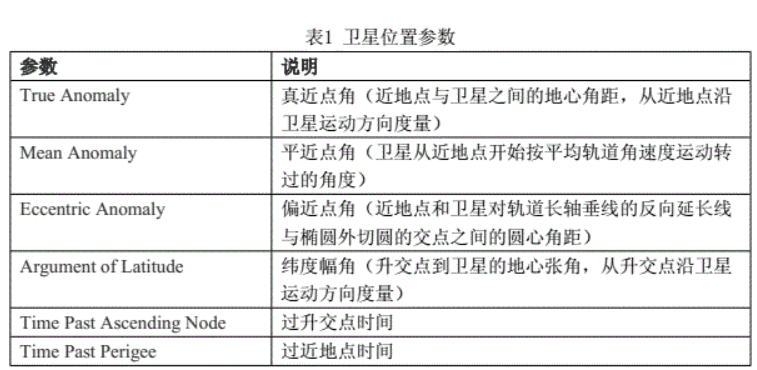 表1 卫星位置参数
参数 说明
True Anomaly 真近点角（近地点与卫星之间的地心角距，从近地点沿
卫星运动方向度量）
Mean Anomaly 平近点角（卫星从近地点开始按平均轨道角速度运动转
过的角度）
Eccentric Anomaly 偏近点角（近地点和卫星对轨道长轴垂线的反向延长线
与椭圆外切圆的交点之间的圆心角距）
Argument of Latitude 纬度幅角（升交点到卫星的地心张角，从升交点沿卫星
运动方向度量）
Time Past Ascending Node 过升交点时间
Time Past Perigee 过近地点时间